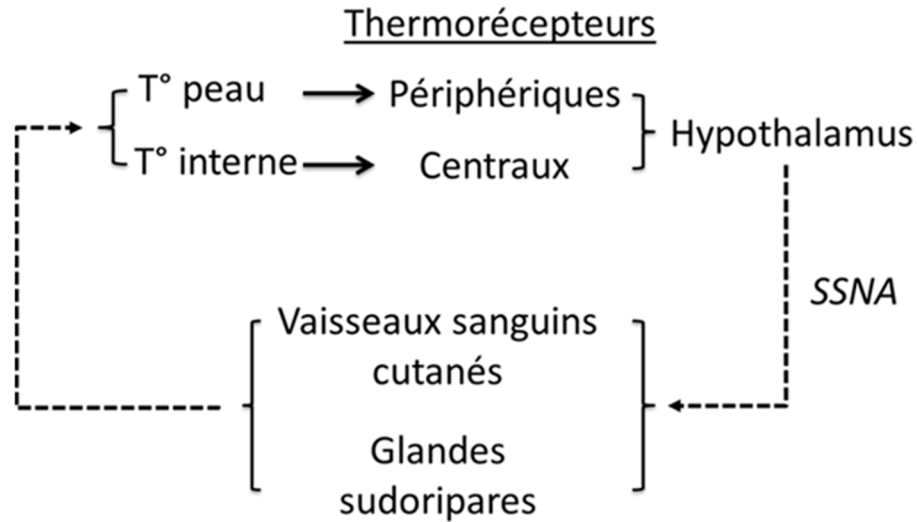 Thermorécepteurs
T° peau
Périphériques
T° interne
Centraux
Hypothalamus
SSNA
Vaisseaux sanguins
cutanés
Glandes
sudoripares